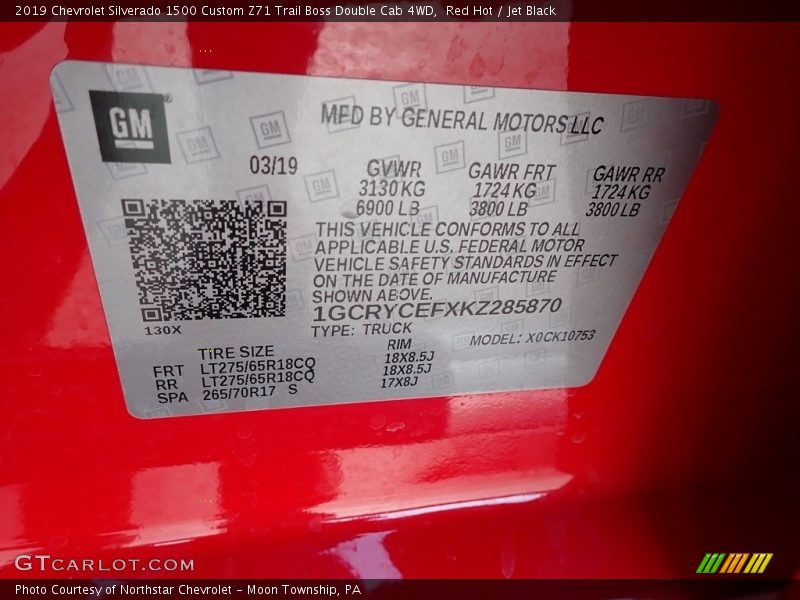 2019 Chevrolet Silverado 1500 Custom Z71 Trail Boss Double Cab 4WD,  Red Hot / Jet Black
GM
MFD BY GENERAL MOTORS LLC
03/19
GVWR GAWR FRT GAWR RR
3130 KG 1724 KG 1724 KG
6900 LB 3800 LB 3800 LB
THIS VEHICLE CONFORMS TO ALL
APPLICABLE U.S. FEDERAL MOTOR
VEHICLE SAFETY STANDARDS IN EFFECT
ON THE DATE OF MANUFACTURE
SHOWN ABOVE.
1GCRYCEFXKZ285870
130X
TYPE: TRUCK MODEL: X0CK10753
TIRE SIZE RIM
FRT LT275/65R18CQ 18X8.5J
RR LT275/65R18CQ 18X8.5J
SPA 265/70R17 S 17X8J
GTCARLOT.COM
Photo Courtesy of Northstar Chevrolet - Moon Township, PA